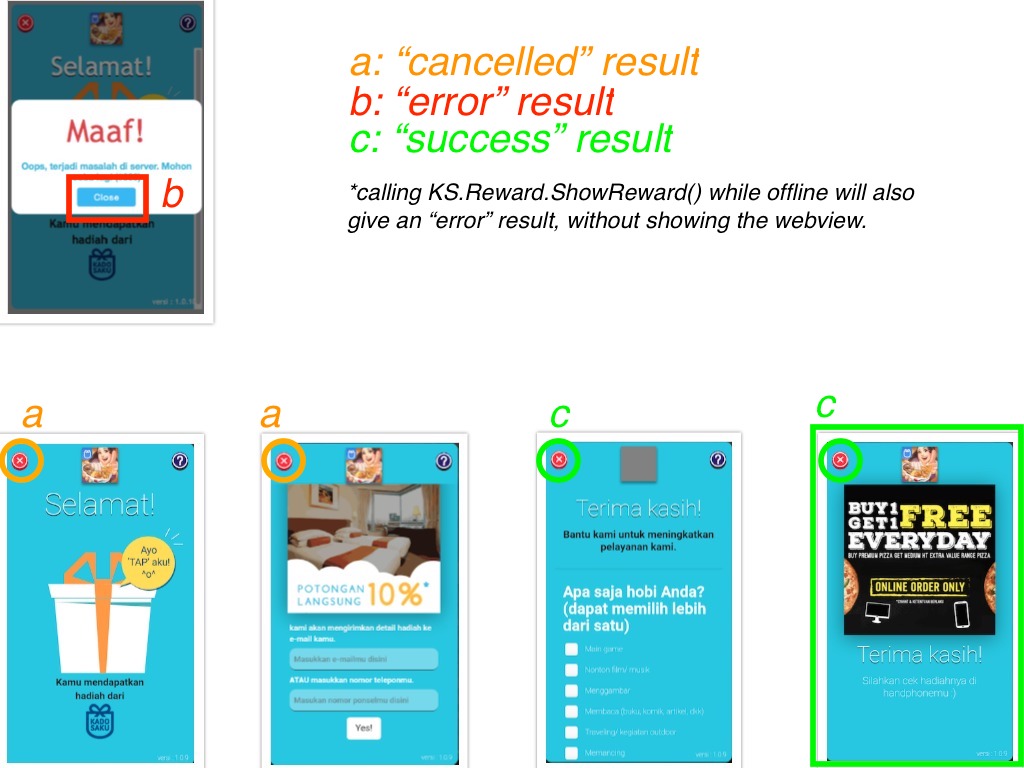 Selamat!
Maaf!
Oops, terjadi masalah di server. Mohon
Close
b
Kamu mendapatkan
hadiah dari
KADO
SAKU
versi : 1.0.
a: “cancelled” result
b: “error” result
c: “success” result
*calling KS.Reward.ShowReward() while offline will also
give an “error” result, without showing the webview.
a
?
Selamat!
Ayo
'TAP' aku!
^o^
Kamu mendapatkan
hadiah dari
KADO
SAKU
versi : 1.0.9
a
?
POTONGAN
LANGSUNG 10%*
kami akan mengirimkan detail hadiah ke
e-mail kamu.
Masukkan e-mailmu disini
ATAU masukkan nomor teleponmu.
Masukan nomor ponselmu disini
Yes!
versi : 1.0.9
c
?
Terima kasih!
Bantu kami untuk meningkatkan
pelayanan kami.
Apa saja hobi Anda?
(dapat memilih lebih
dari satu)
Main game
Nonton film/ musik
Menggambar
Membaca (buku, komik, artikel, dkk)
Traveling/ kegiatan outdoor
Memancing
versi : 1.0.9
c
BUY 1
GET 1 FREE
EVERYDAY
BUY PREMIUM PIZZA GET MEDIUM HT EXTRA VALUE RANGE PIZZA
ONLINE ORDER ONLY
Terima kasih!
Silahkan cek hadiahnya di
handphonemu :)
versi : 1.0.9